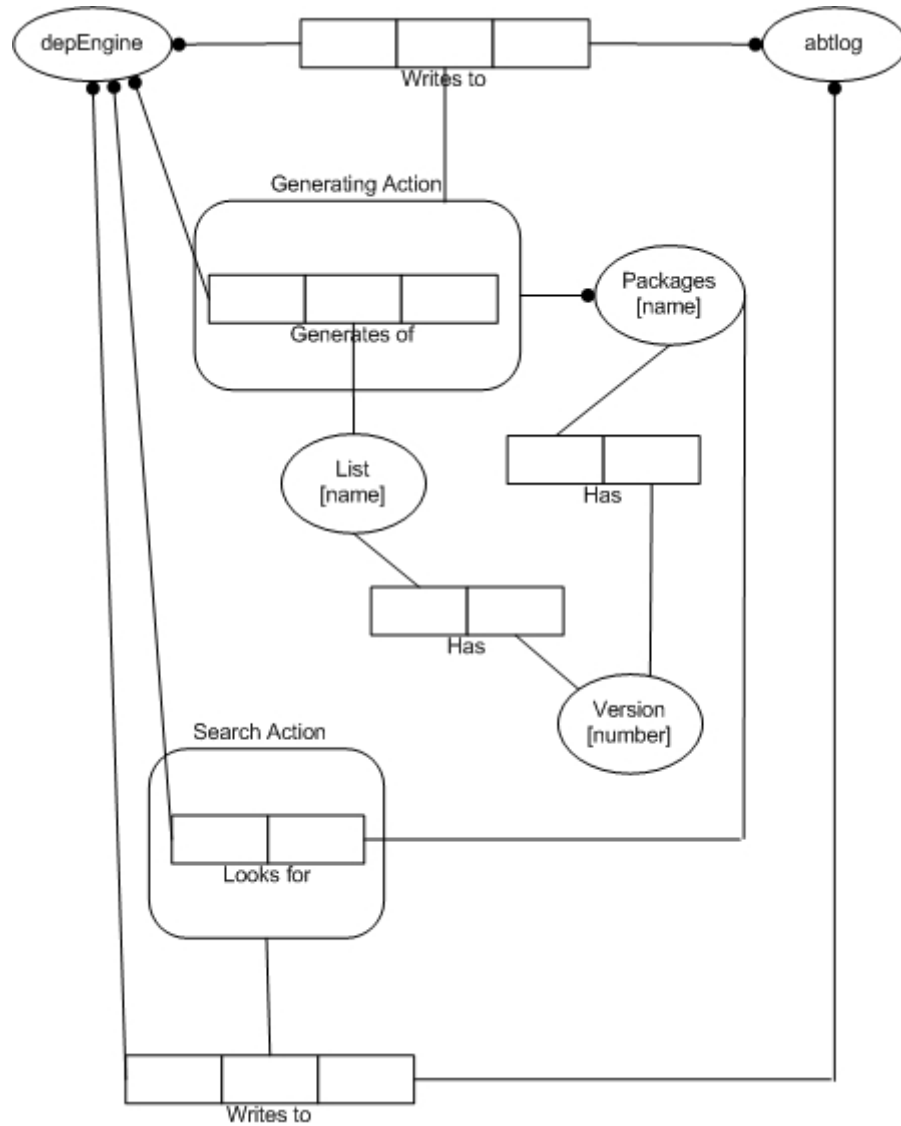 depEngine
abtlog
Writes to
Generating Action
Packages
[name]
Generates of
List
[name]
Has
Has
Version
[number]
Search Action
Looks for
Writes to